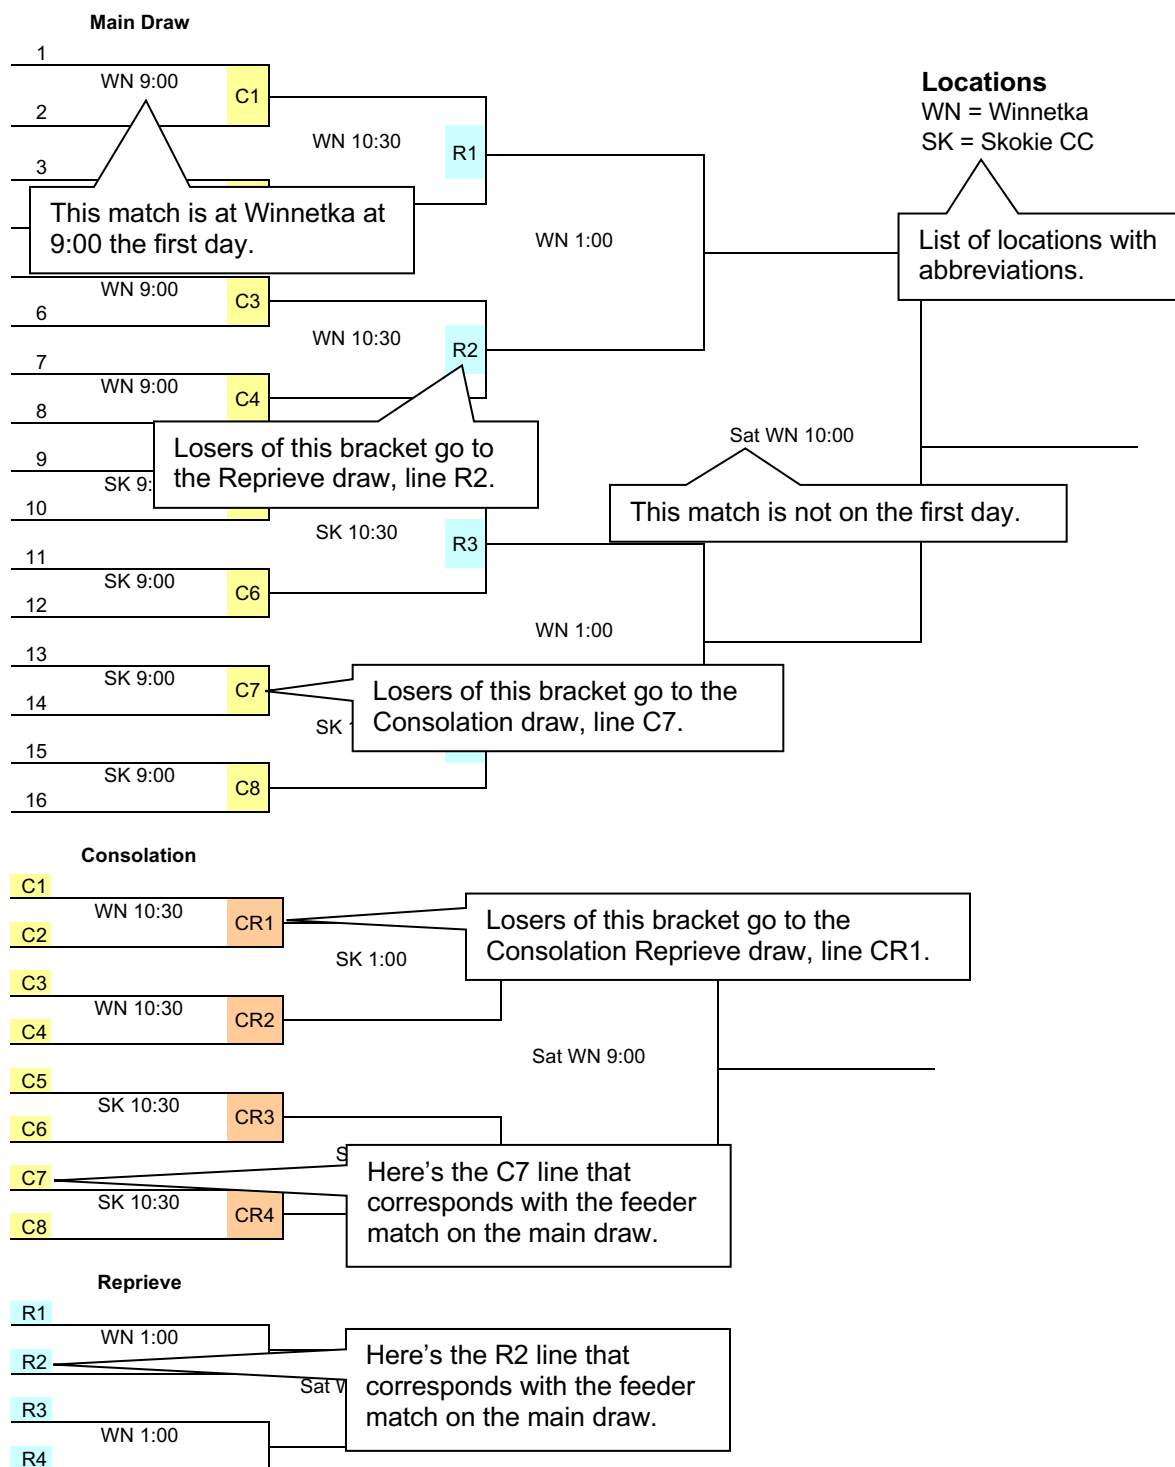 Main Draw
1
WN 9:00
C1
2
WN 10:30
R1
3
Locations
WN = Winnetka
SK = Skokie CC
This match is at Winnetka at
9:00 the first day.
WN 1:00
List of locations with
abbreviations.
WN 9:00
C3
6
WN 10:30
R2
7
WN 9:00
C4
8
Losers of this bracket go to
the Reprieve draw, line R2.
Sat WN 10:00
9
SK 9:
10
This match is not on the first day.
SK 10:30
R3
11
SK 9:00
C6
12
WN 1:00
13
SK 9:00
C7
14
Losers of this bracket go to the
Consolation draw, line C7.
SK
15
SK 9:00
C8
16
Consolation
C1
WN 10:30
CR1
C2
Losers of this bracket go to the
Consolation Reprieve draw, line CR1.
SK 1:00
C3
WN 10:30
CR2
C4
Sat WN 9:00
C5
SK 10:30
CR3
C6
C7
SK 10:30
CR4
C8
Here's the C7 line that
corresponds with the feeder
match on the main draw.
Reprieve
R1
WN 1:00
R2
Here's the R2 line that
corresponds with the feeder
match on the main draw.
Sat W
R3
WN 1:00
R4